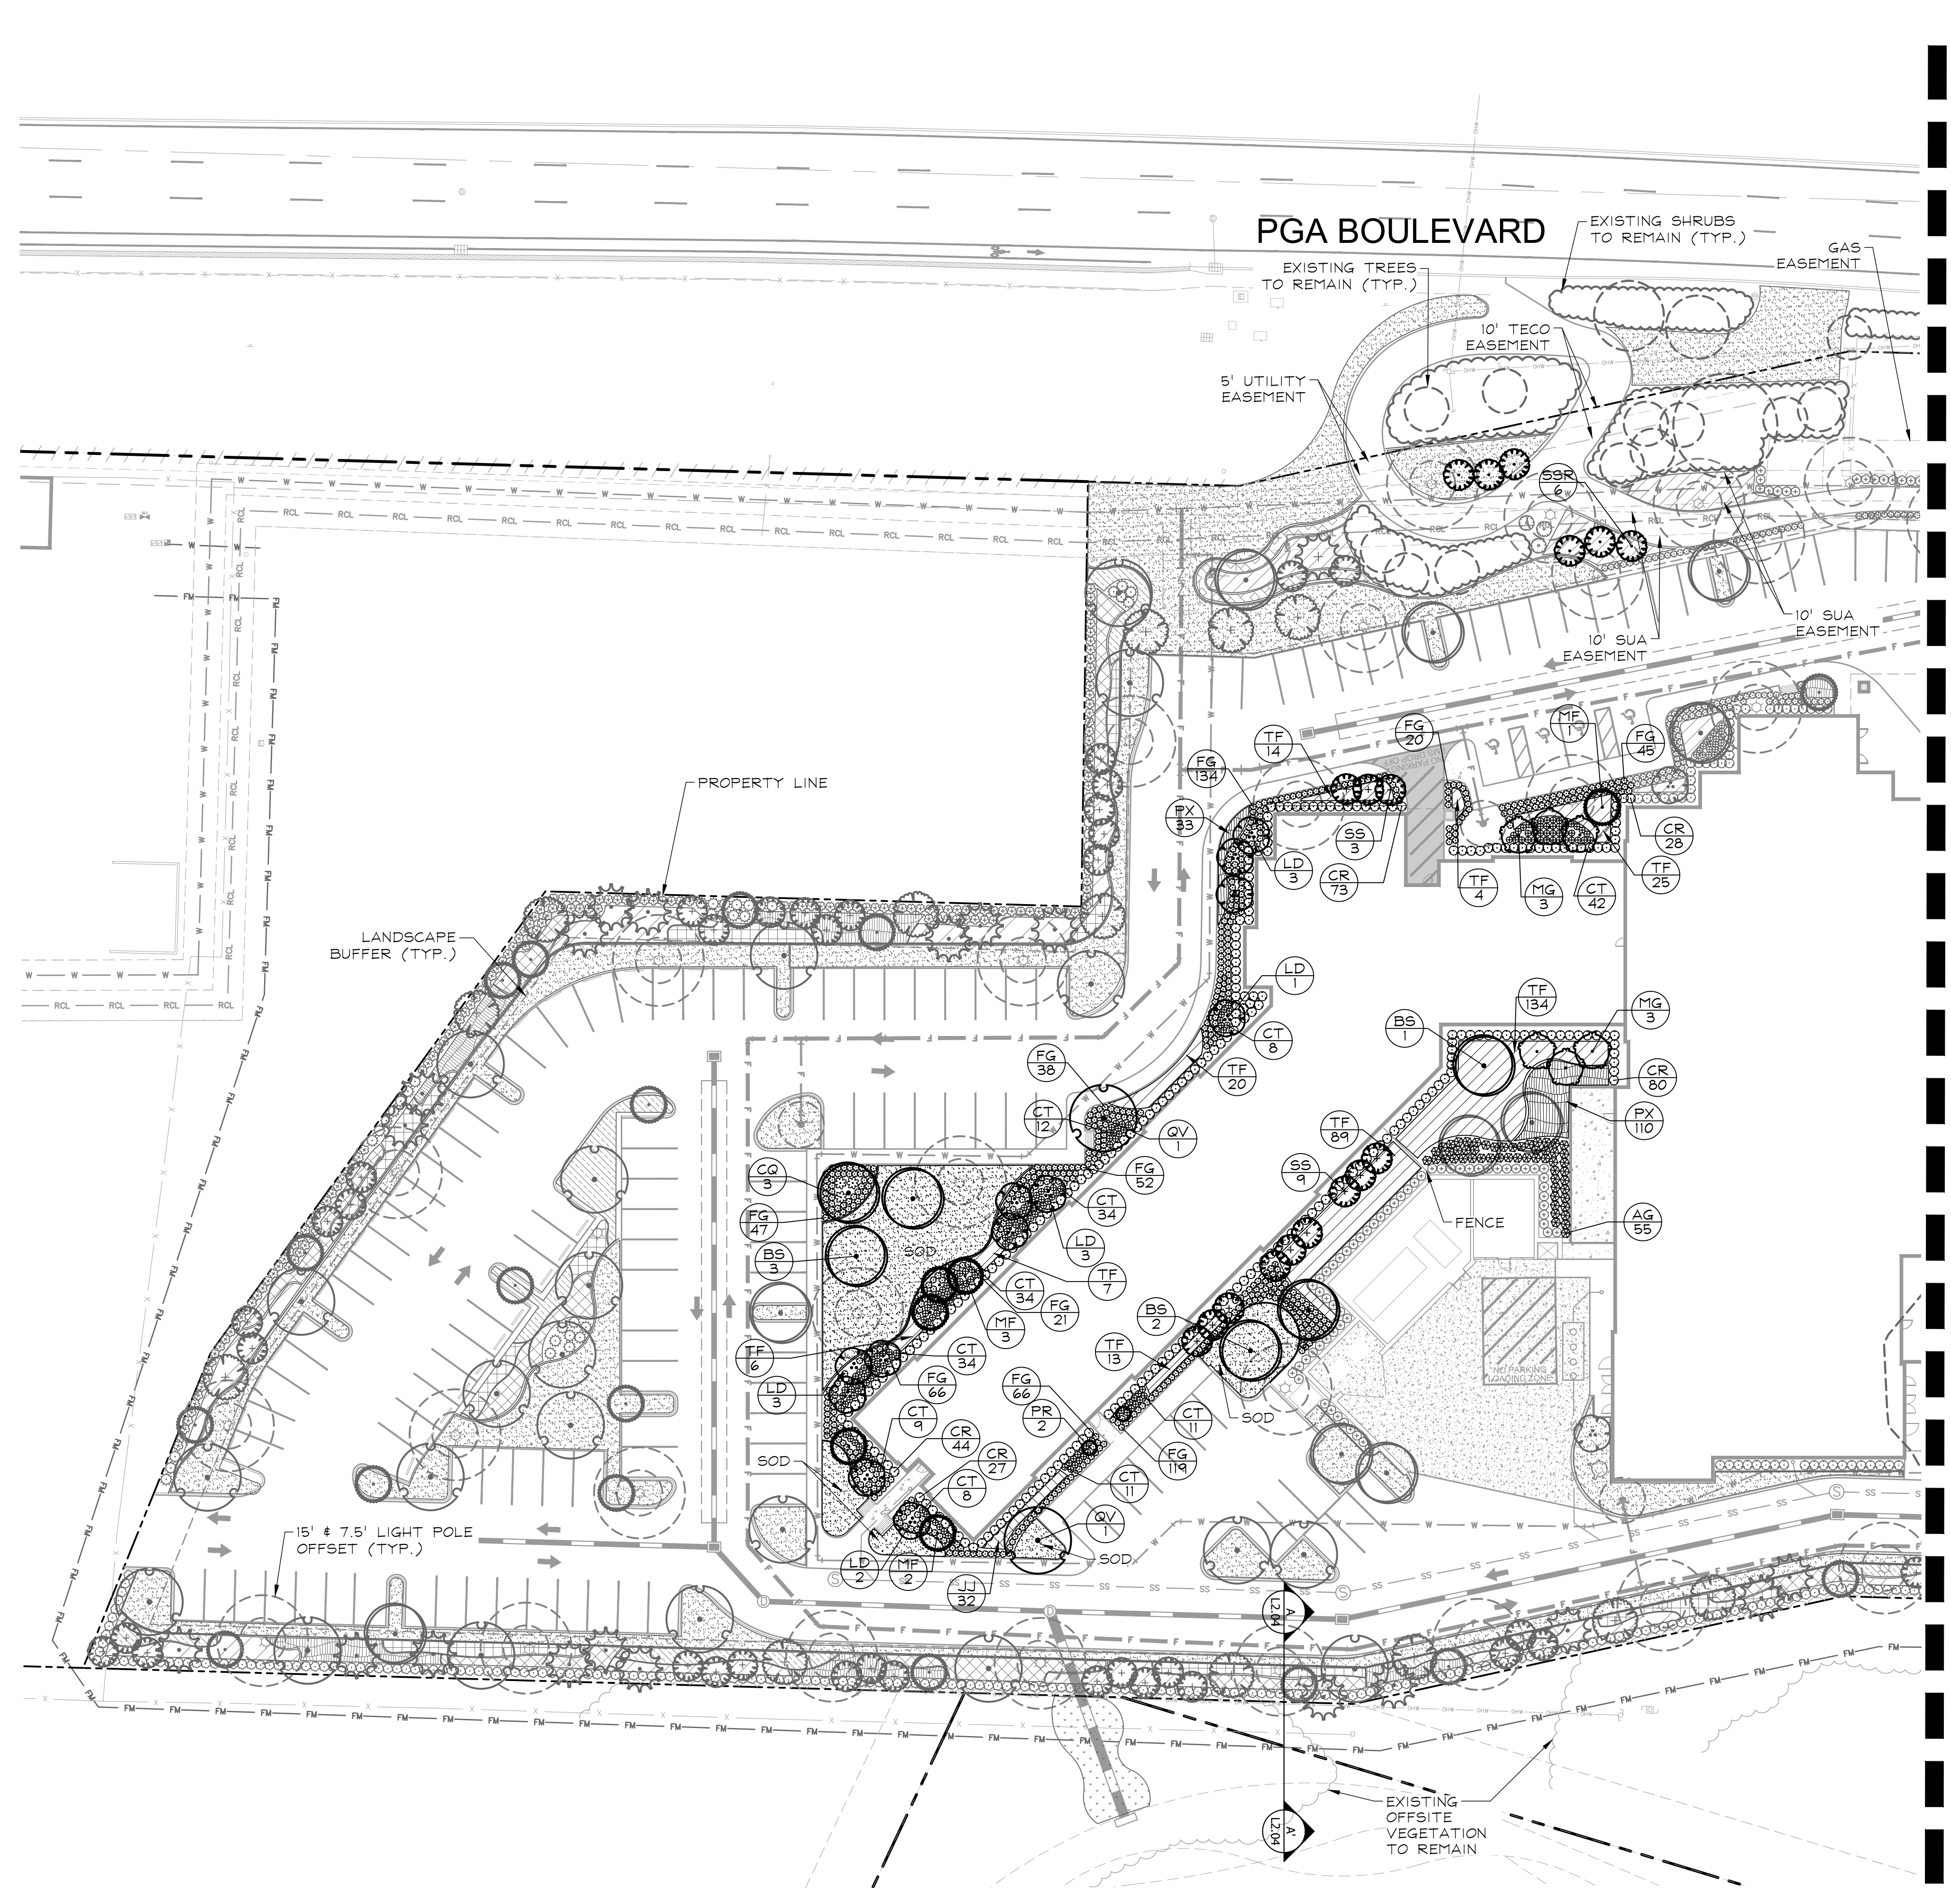 PGA BOULEVARD
EXISTING SHRUBS
TO REMAIN (TYP.)
GAS
EASEMENT
EXISTING TREES
TO REMAIN (TYP.)
10' TECO
EASEMENT
5' UTILITY
EASEMENT
SSR
6
10' SUA
EASEMENT
10' SUA
EASEMENT
MF
1
FG
20
FG
45
TF
14
FG
134
NO PARKING
DROP OFF
PX
33
SS
3
LD
3
CR
73
TF
4
MG
3
CT
42
TF
25
CR
28
PROPERTY LINE
LANDSCAPE
BUFFER (TYP.)
LD
1
TF
134
MG
3
BS
1
CT
8
FG
38
TF
20
CR
80
CT
12
QV
1
PX
110
TF
89
FG
52
SS
9
CQ
3
CT
34
FG
47
AG
55
FENCE
SOD
LD
3
BS
3
TF
7
CT
34
FG
21
BS
2
MF
3
TF
6
CT
34
TF
13
NO PARKING
LOADING ZONE
LD
3
FG
66
FG
66
CT
9
PR
2
CT
11
SOD
CR
44
CR
27
SOD
FG
119
CT
8
CT
11
QV
1
15' & 7.5' LIGHT POLE
OFFSET (TYP.)
SOD
LD
2
MF
2
JJ
32
A
L2.04
A'
L2.04
EXISTING
OFFSITE
VEGETATION
TO REMAIN